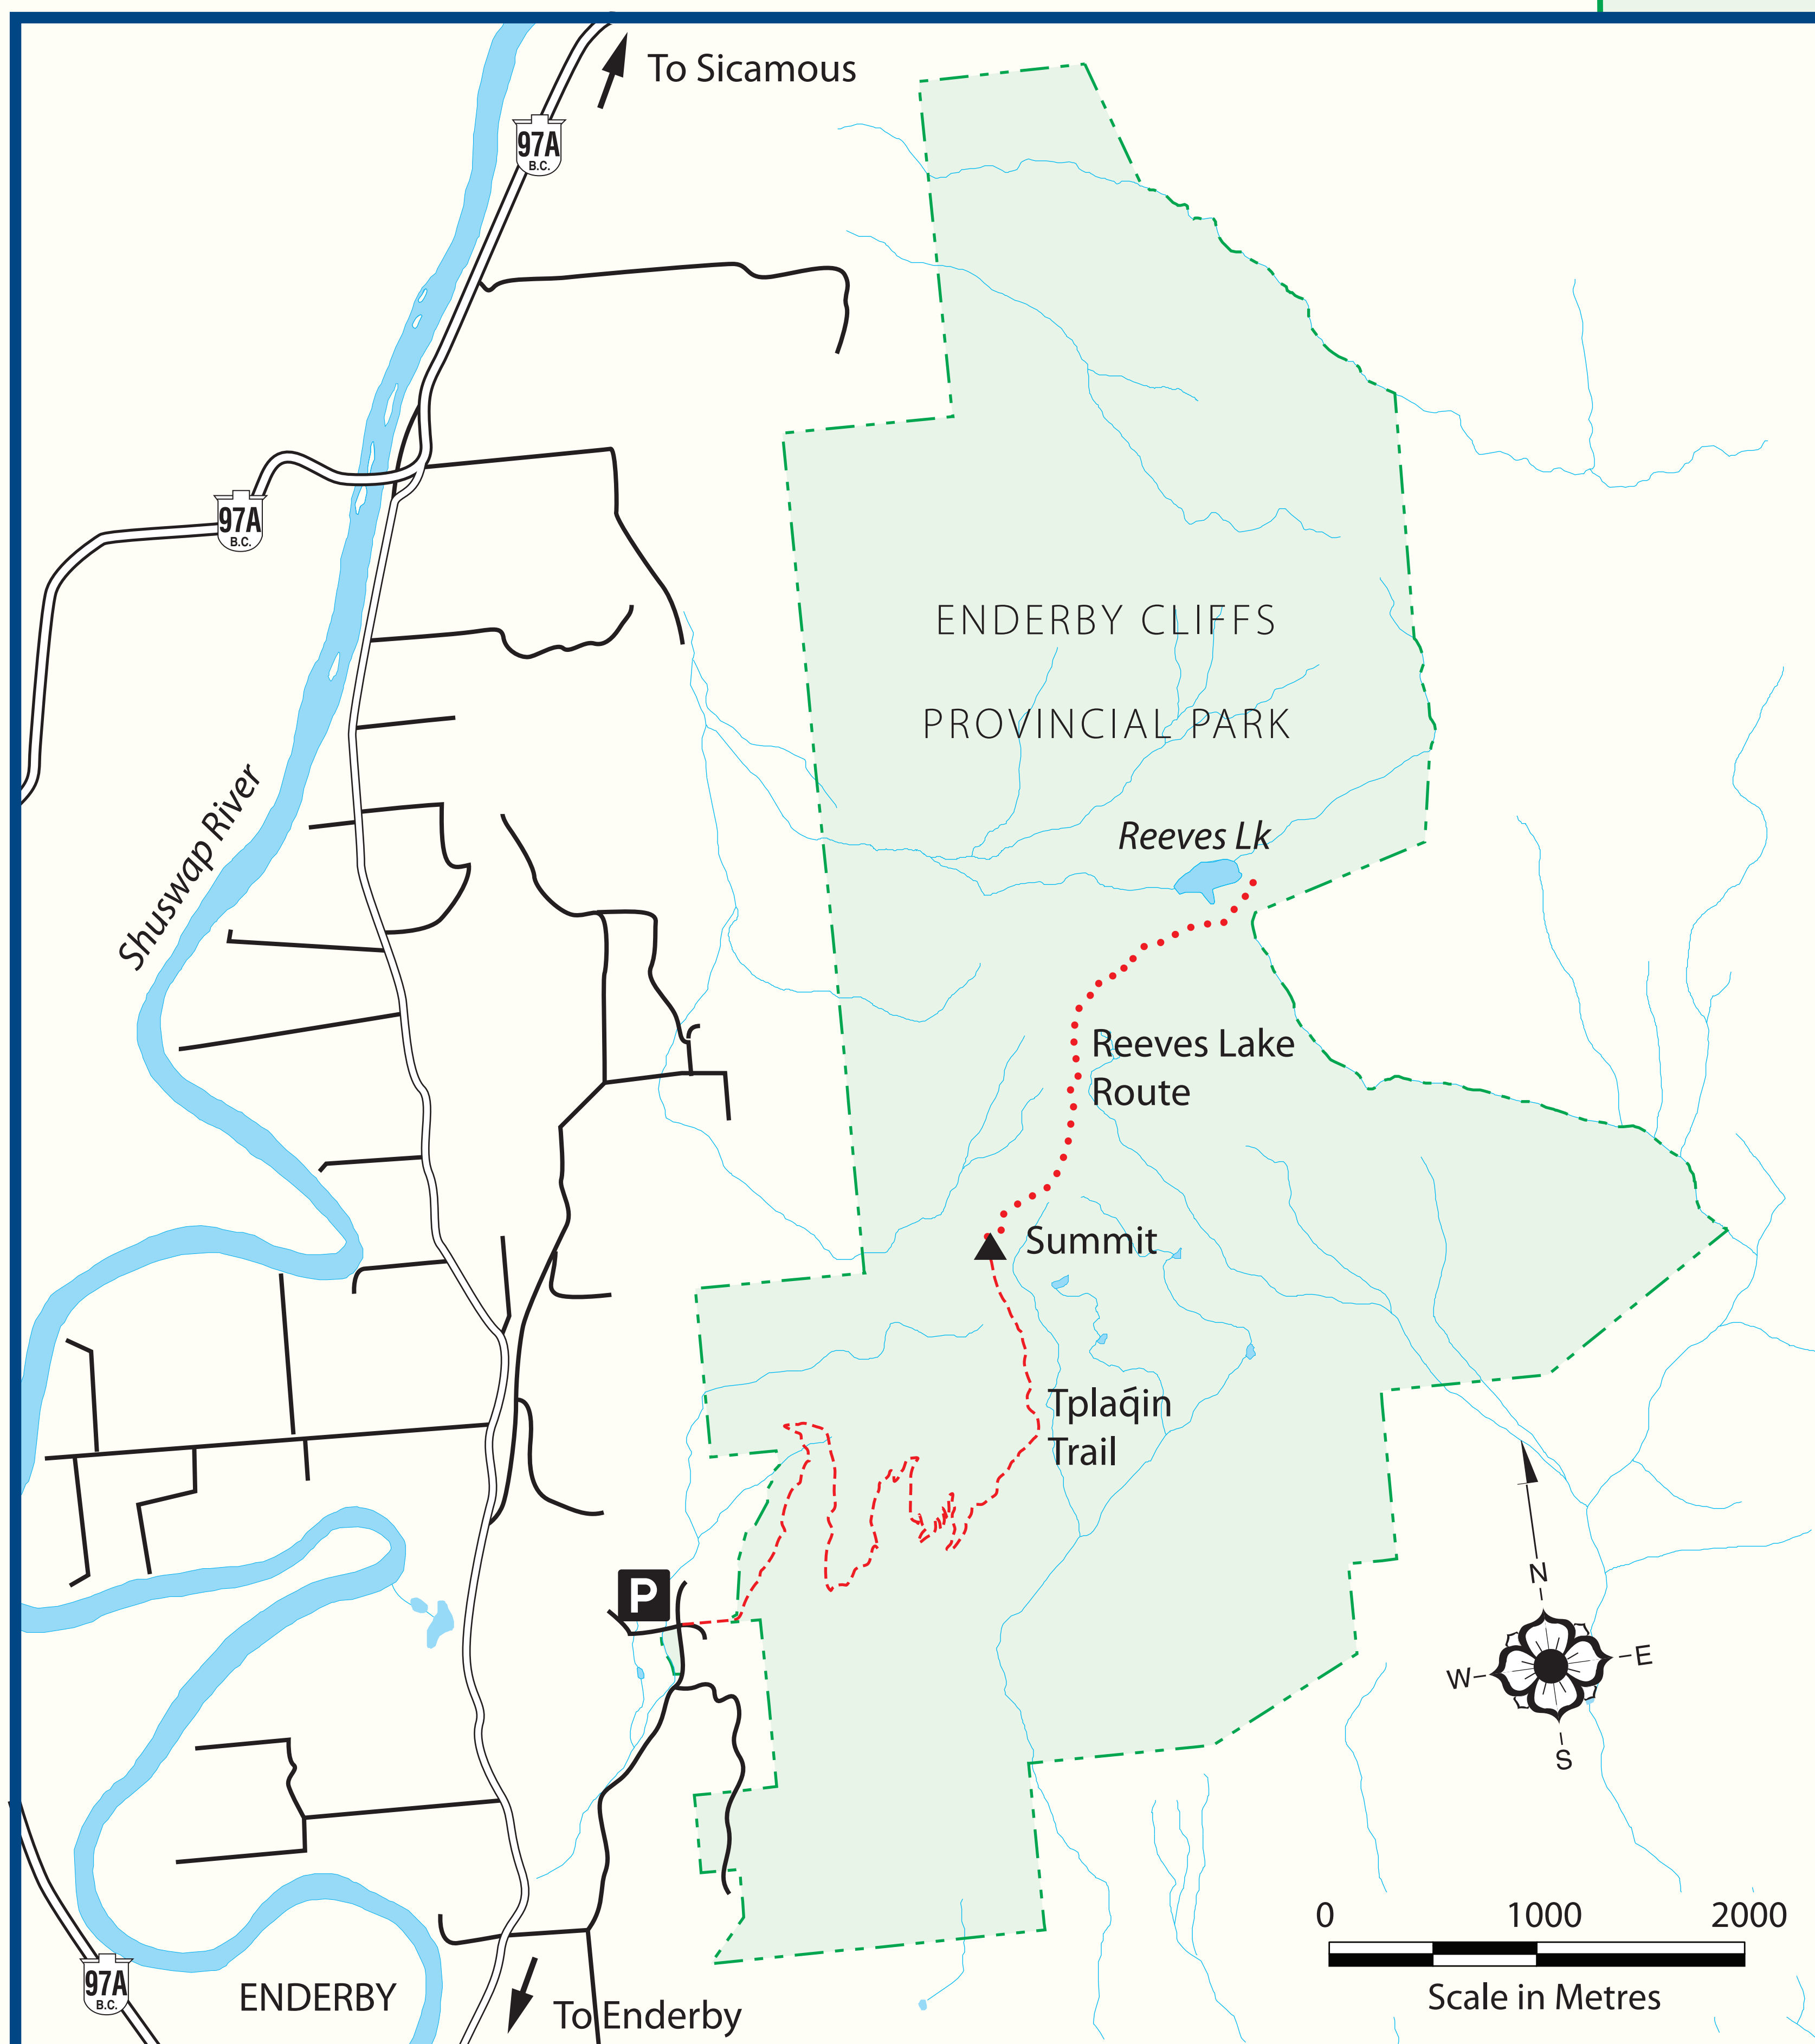 To Sicamous
97A
B.C.
97A
B.C.
ENDERBY CLIFFS
PROVINCIAL PARK
Shuswap River
Reeves Lk
Reeves Lake
Route
Summit
Tplaq́in
Trail
P
N
W
E
S
0 1000 2000
Scale in Metres
97A
B.C.
ENDERBY
To Enderby